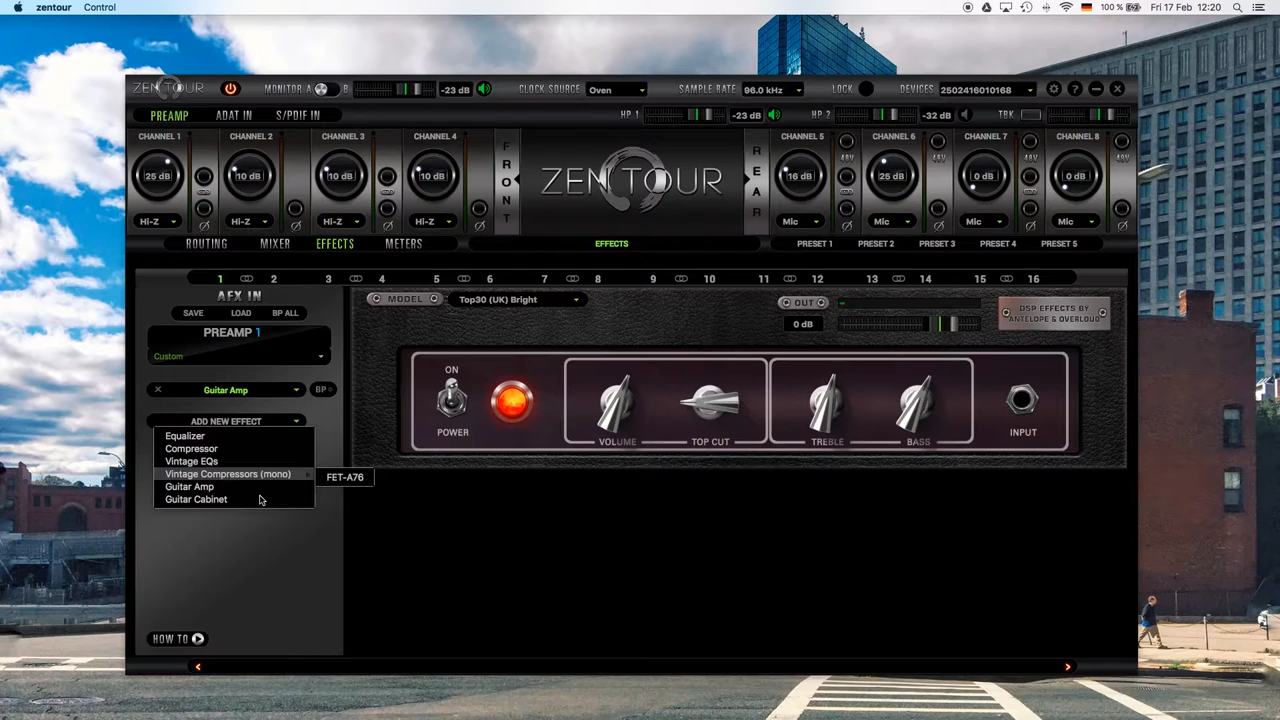 zentour Control 100 % Fri 17 Feb 12:20
ZEN TOUR MONITOR A B -23 dB CLOCK SOURCE Oven SAMPLE RATE 96.0 kHz LOCK DEVICES 2502416010168
PREAMP ADAT IN S/PDIF IN HP 1 -23 dB HP 2 -32 dB TBK
CHANNEL 1 CHANNEL 2 CHANNEL 3 CHANNEL 4 CHANNEL 5 CHANNEL 6 CHANNEL 7 CHANNEL 8
48V 48V 48V 48V
25 dB 10 dB 10 dB 10 dB FRONT ZEN TOUR REAR 16 dB 25 dB 0 dB 0 dB
Hi-Z Hi-Z Hi-Z Hi-Z Mic Mic Mic Mic
ROUTING MIXER EFFECTS METERS EFFECTS PRESET 1 PRESET 2 PRESET 3 PRESET 4 PRESET 5
1 2 3 4 5 6 7 8 9 10 11 12 13 14 15 16
AFX IN
SAVE LOAD BP ALL
PREAMP 1
Custom
Guitar Amp BP
ADD NEW EFFECT
Equalizer
Compressor
Vintage EQs
Vintage Compressors (mono)
FET-A76
Guitar Amp
Guitar Cabinet
HOW TO
MODEL Top30 (UK) Bright
OUT
0 dB
DSP EFFECTS BY
ANTELOPE & OVERLOUD
ON
POWER VOLUME TOP CUT TREBLE BASS INPUT